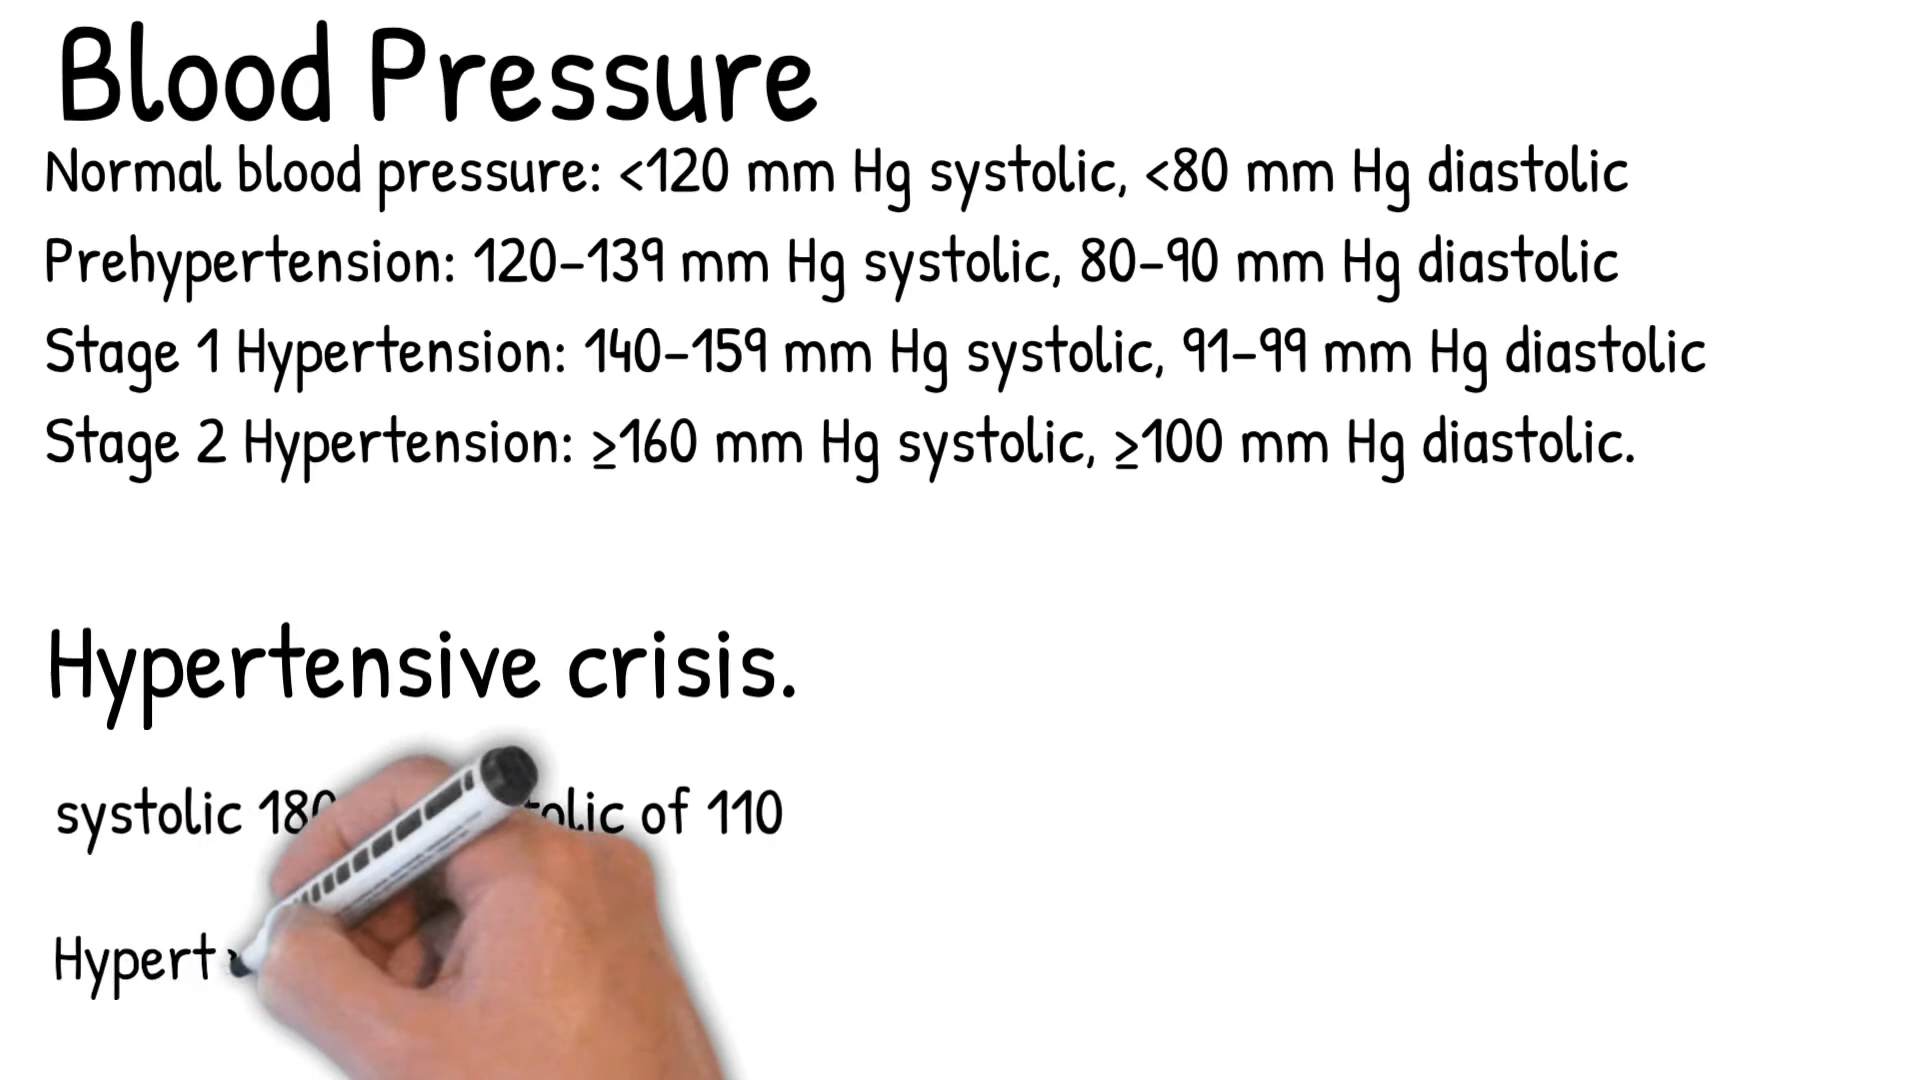 Blood Pressure
Normal blood pressure: <120 mm Hg systolic, <80 mm Hg diastolic
Prehypertension: 120-139 mm Hg systolic, 80-90 mm Hg diastolic
Stage 1 Hypertension: 140-159 mm Hg systolic, 91-99 mm Hg diastolic
Stage 2 Hypertension: ≥160 mm Hg systolic, ≥100 mm Hg diastolic.
Hypertensive crisis.
systolic 180 of 110
Hypert